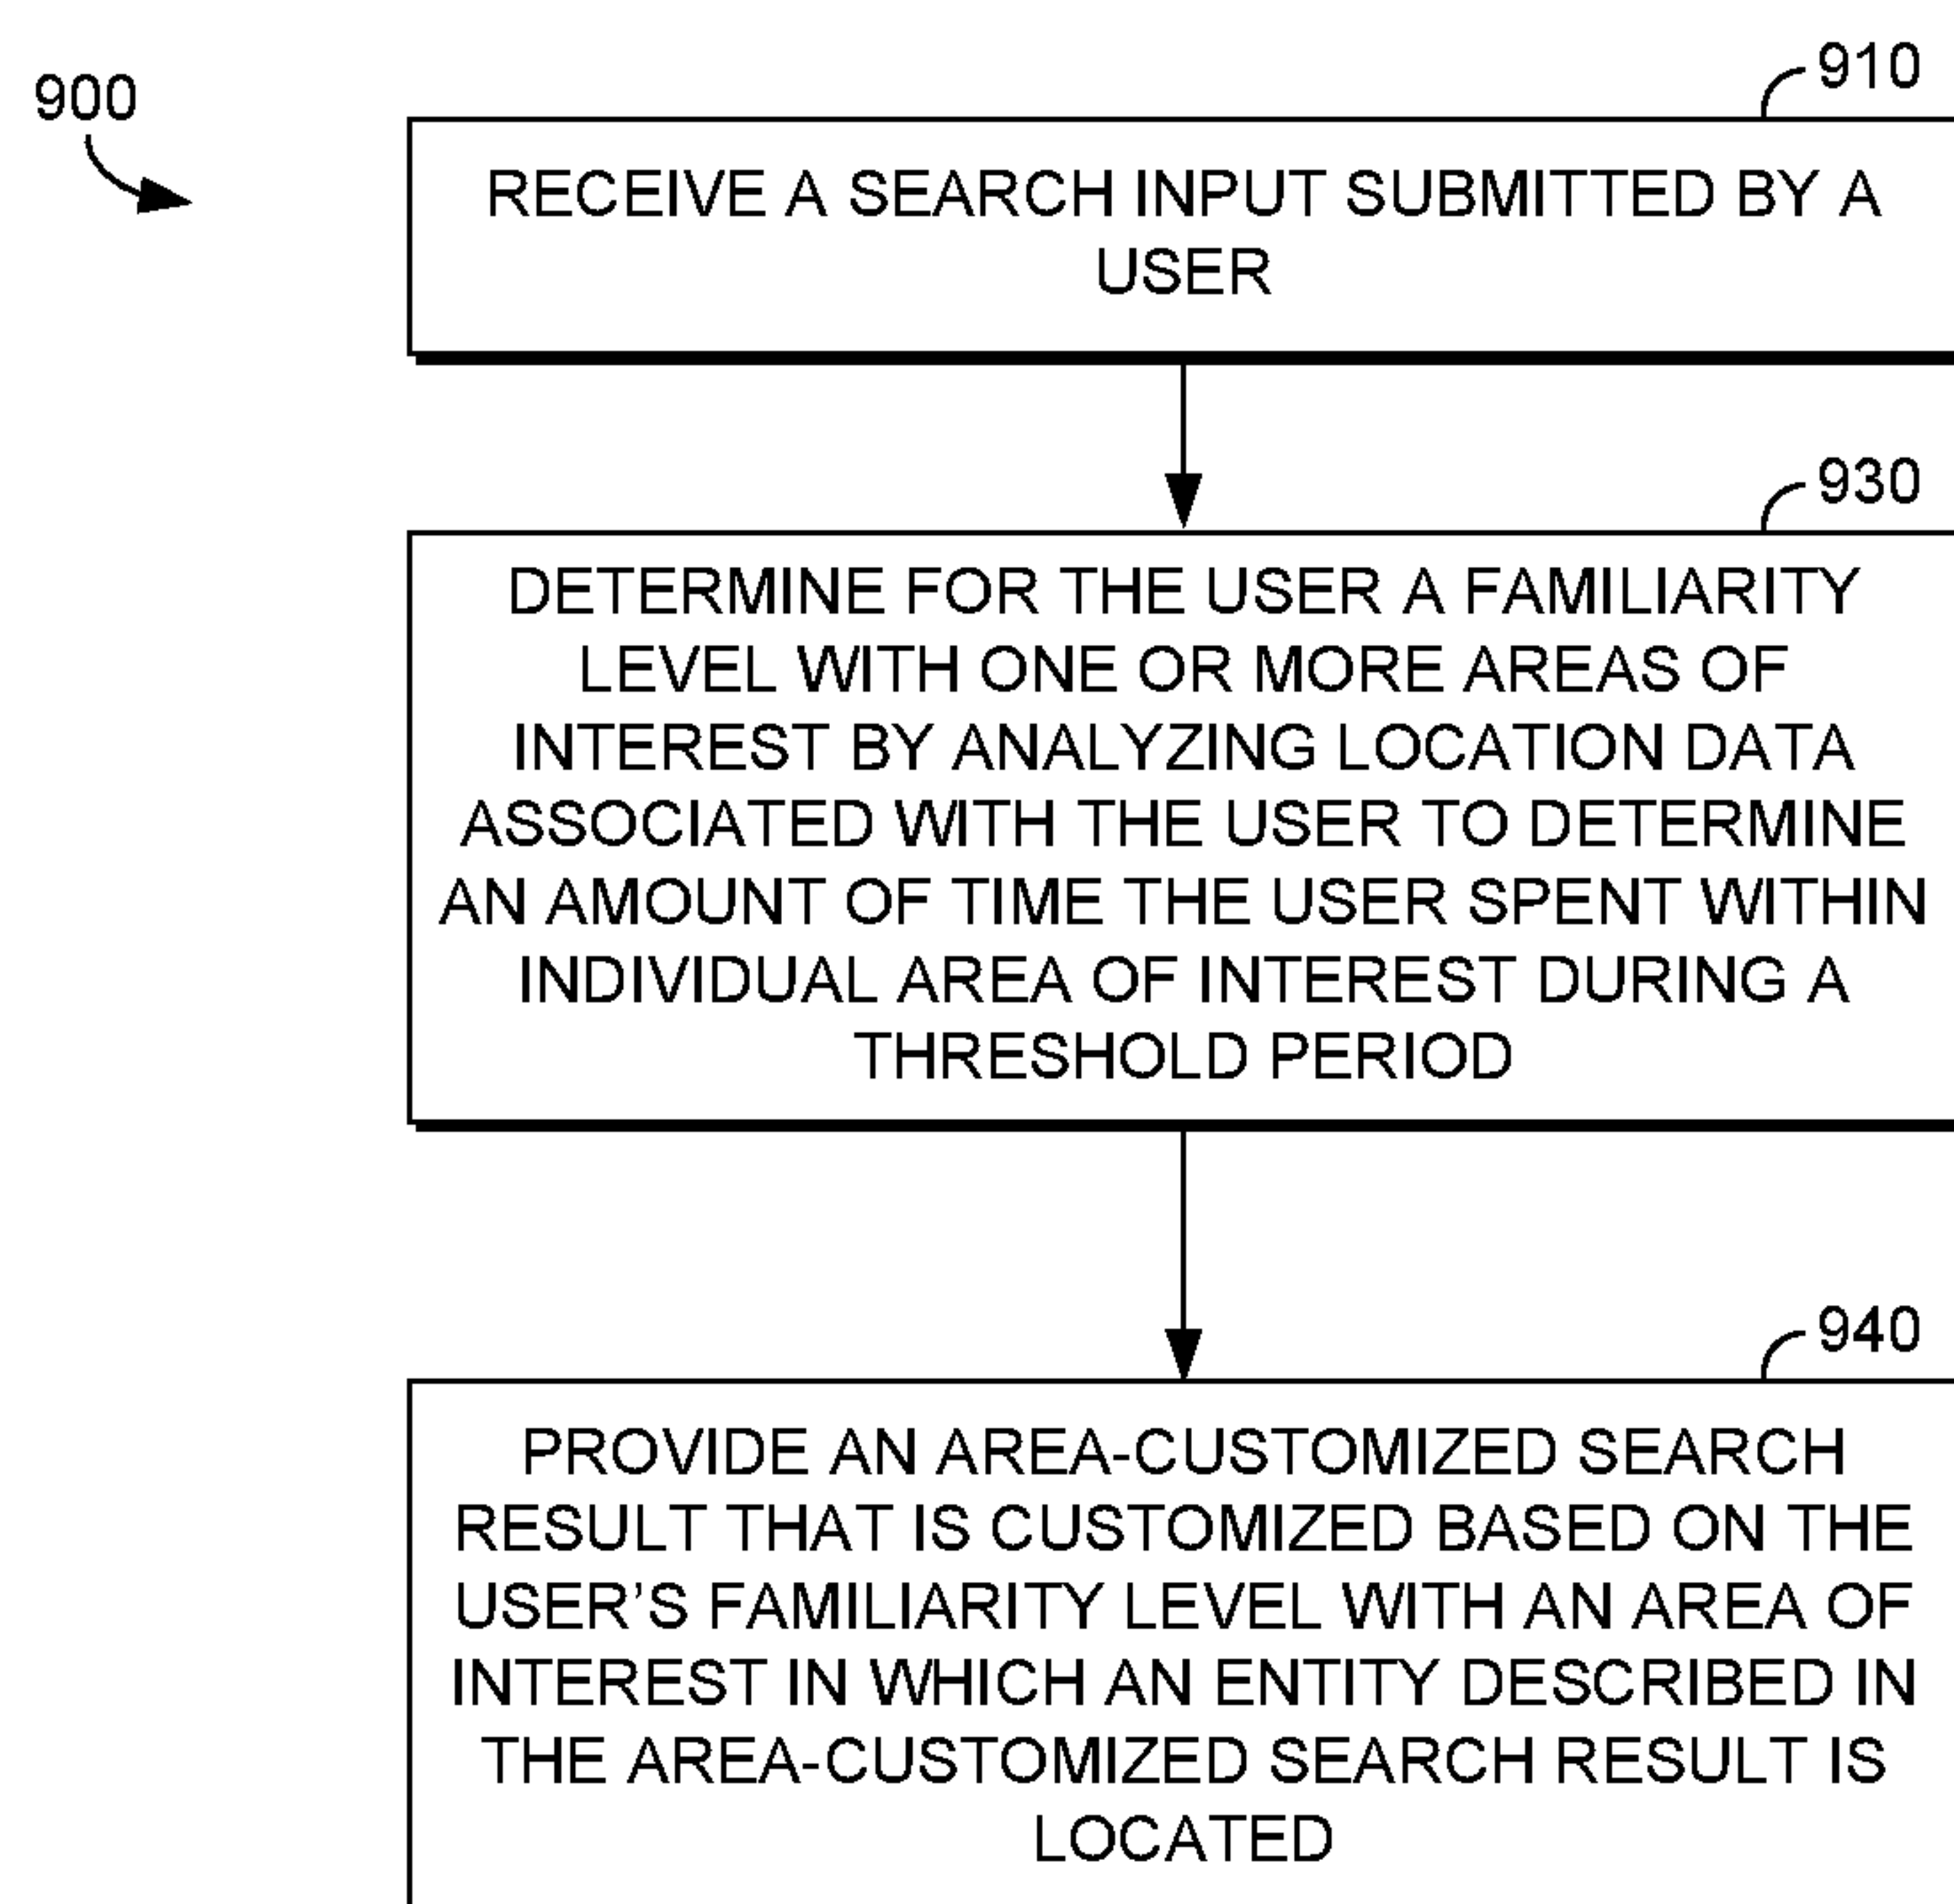 900
910
RECEIVE A SEARCH INPUT SUBMITTED BY A
USER
930
DETERMINE FOR THE USER A FAMILIARITY
LEVEL WITH ONE OR MORE AREAS OF
INTEREST BY ANALYZING LOCATION DATA
ASSOCIATED WITH THE USER TO DETERMINE
AN AMOUNT OF TIME THE USER SPENT WITHIN
INDIVIDUAL AREA OF INTEREST DURING A
THRESHOLD PERIOD
940
PROVIDE AN AREA-CUSTOMIZED SEARCH
RESULT THAT IS CUSTOMIZED BASED ON THE
USER'S FAMILIARITY LEVEL WITH AN AREA OF
INTEREST IN WHICH AN ENTITY DESCRIBED IN
THE AREA-CUSTOMIZED SEARCH RESULT IS
LOCATED